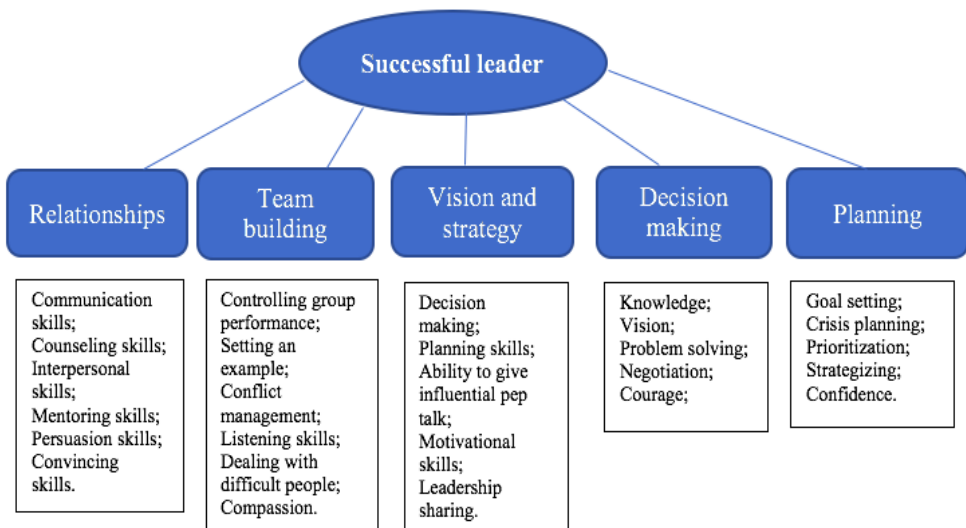 Successful leader
Relationships
Team
building
Vision and
strategy
Decision
making
Planning
Communication
skills;
Counseling skills;
Interpersonal
skills;
Mentoring skills;
Persuasion skills;
Convincing
skills.
Controlling group
performance;
Setting an
example;
Conflict
management;
Listening skills;
Dealing with
difficult people;
Compassion.
Decision
making;
Planning skills;
Ability to give
influential pep
talk;
Motivational
skills;
Leadership
sharing.
Knowledge;
Vision;
Problem solving;
Negotiation;
Courage;
Goal setting;
Crisis planning;
Prioritization;
Strategizing;
Confidence.